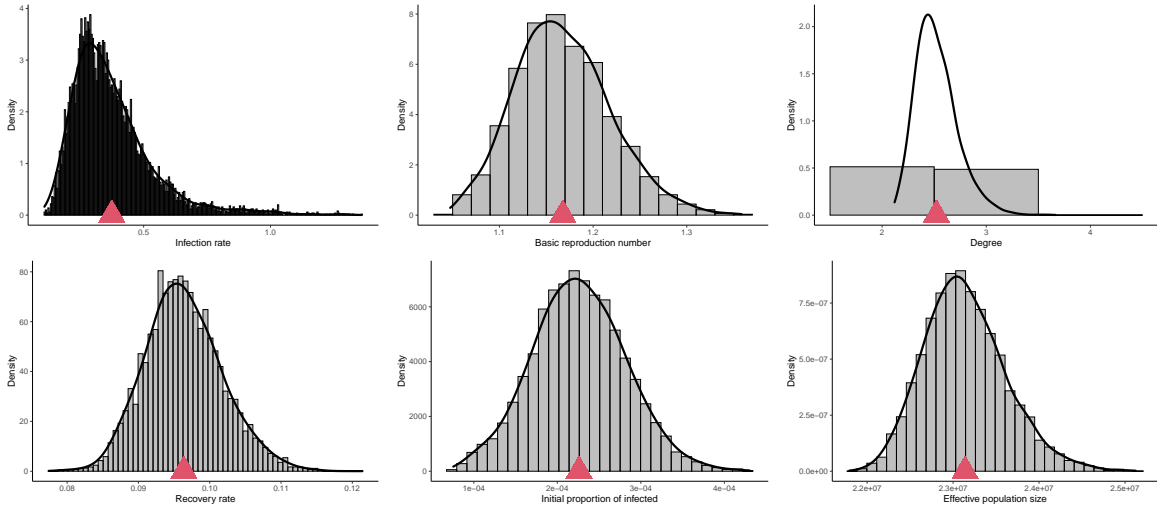 4
3
2
1
0
Density
0.5
1.0
Infection rate
8
6
4
2
0
Density
1.1
1.2
1.3
Basic reproduction number
2.0
1.5
1.0
0.5
0.0
Density
2
3
4
Degree
80
60
40
20
0
Density
0.08
0.09
0.10
0.11
0.12
Recovery rate
6000
4000
2000
0
Density
1e−04
2e−04
3e−04
4e−04
Initial proportion of infected
7.5e−07
5.0e−07
2.5e−07
0.0e+00
Density
2.2e+07
2.3e+07
2.4e+07
2.5e+07
Effective population size